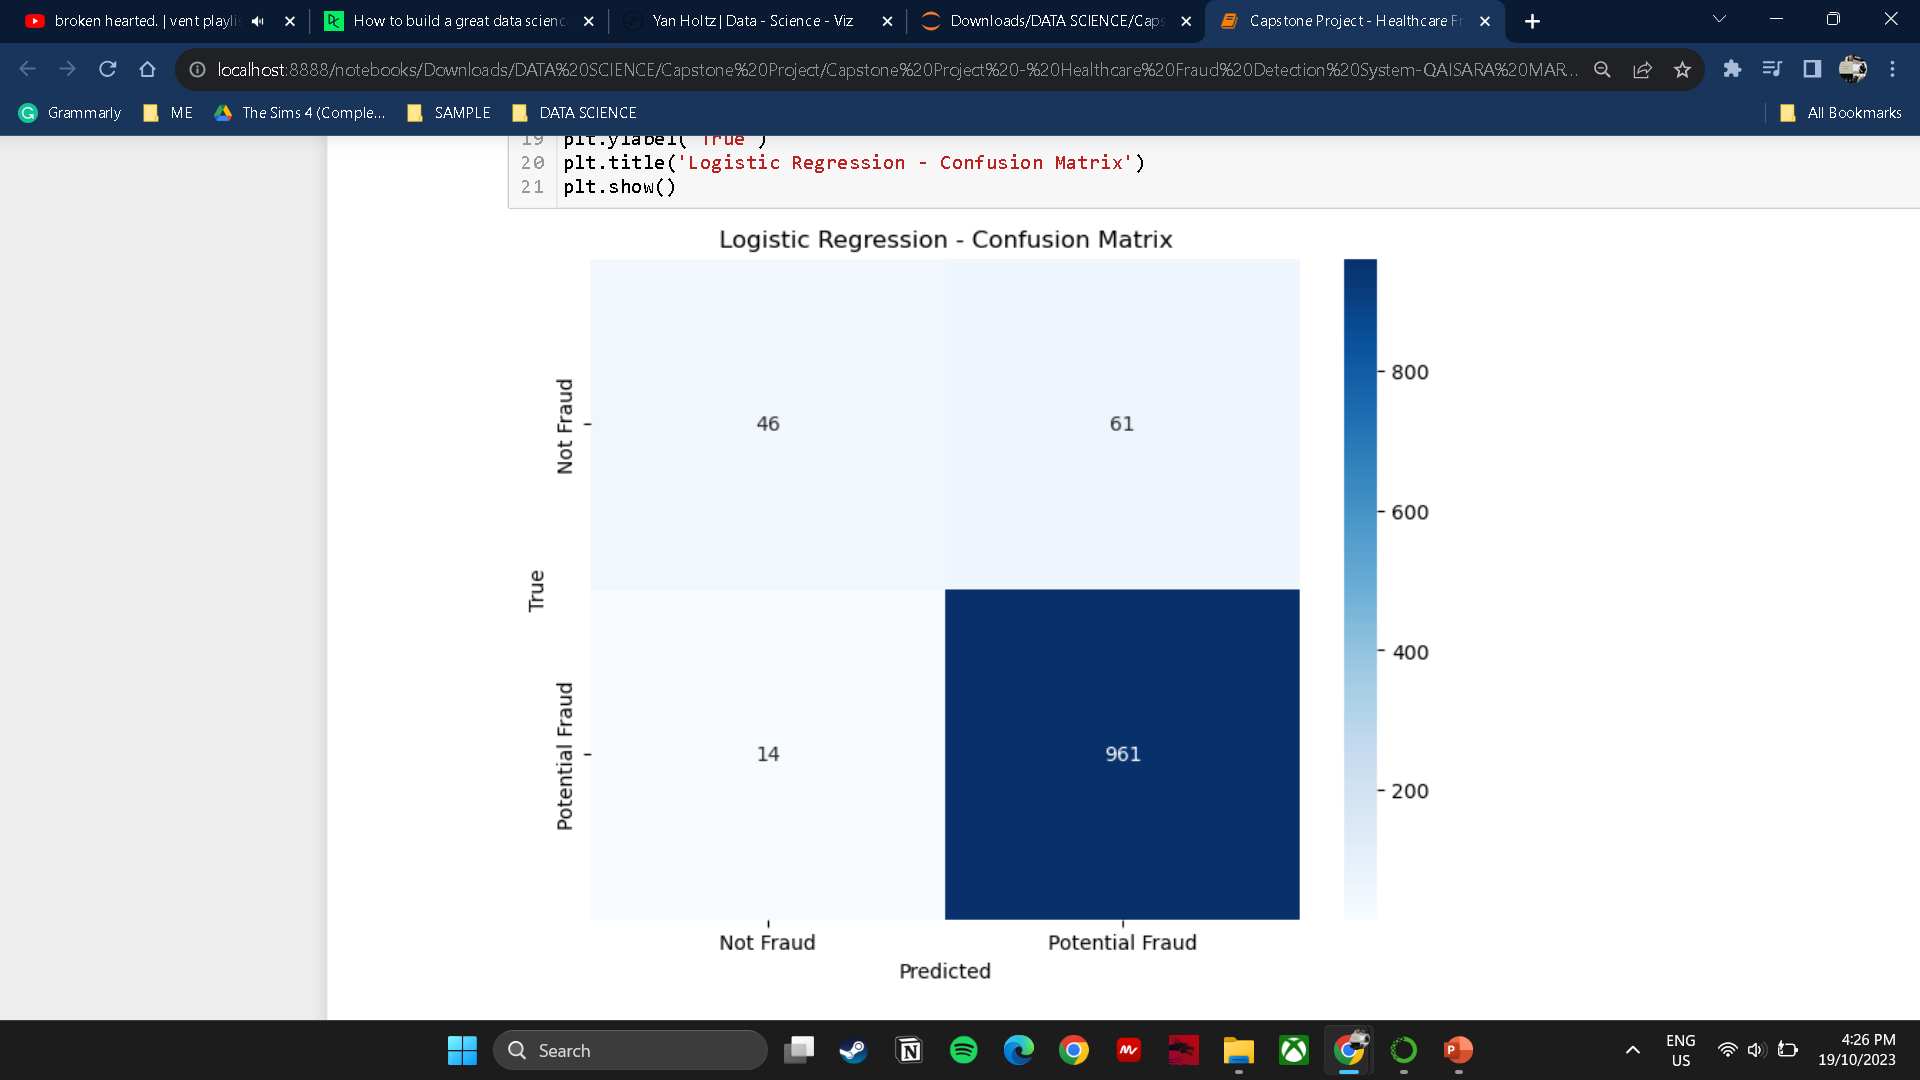 broken hearted. | vent playli
How to build a great data scienc
Yan Holtz | Data - Science - Viz
Downloads/DATA SCIENCE/Caps
Capstone Project - Healthcare Fr
localhost:8888/notebooks/Downloads/DATA%20SCIENCE/Capstone%20Project/Capstone%20Project%20-%20Healthcare%20Fraud%20Detection%20System-QAISARA%20MAR...
Grammarly
ME
The Sims 4 (Comple...
SAMPLE
DATA SCIENCE
All Bookmarks
19 plt.ylabel('True')
20 plt.title('Logistic Regression - Confusion Matrix')
21 plt.show()
Logistic Regression - Confusion Matrix
Not Fraud
46
61
800
600
True
400
Potential Fraud
14
961
200
Not Fraud
Potential Fraud
Predicted
Search
ENG
US
4:26 PM
19/10/2023